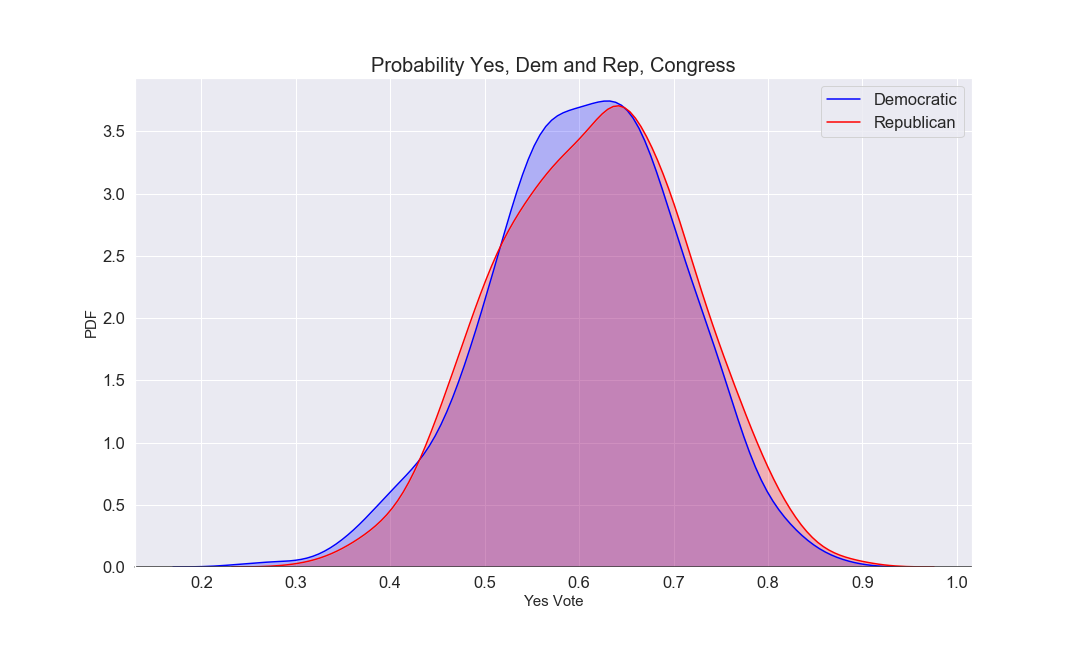 Probability Yes, Dem and Rep, Congress
Democratic
Republican
3.5
3.0
2.5
2.0
1.5
1.0
0.5
0.0
PDF
0.2 0.3 0.4 0.5 0.6 0.7 0.8 0.9 1.0
Yes Vote